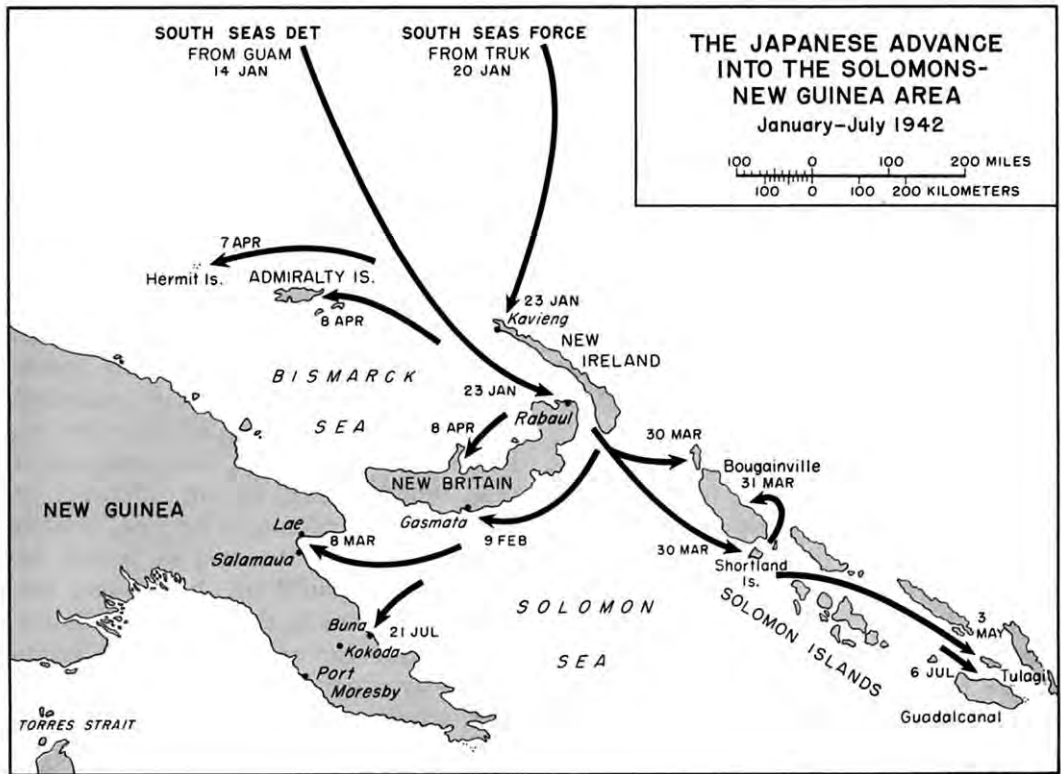 SOUTH SEAS DET
FROM GUAM
14 JAN
SOUTH SEAS FORCE
FROM TRUK
20 JAN
THE JAPANESE ADVANCE
INTO THE SOLOMONS-
NEW GUINEA AREA
January–July 1942
100 0 100 200 MILES
100 0 100 200 KILOMETERS
7 APR
Hermit Is.
ADMIRALTY IS.
8 APR
23 JAN
Kavieng
NEW
IRELAND
BISMARCK
SEA
23 JAN
Rabaul
8 APR
30 MAR
Bougainville
31 MAR
NEW BRITAIN
NEW GUINEA
Gasmata
Lae
8 MAR
9 FEB
Salamaua
30 MAR
Shortland
Is.
SOLOMON
SEA
SOLOMON ISLANDS
3
MAY
Buna
21 JUL
Kokoda
Port
Moresby
6 JUL
Tulagi
Guadalcanal
TORRES STRAIT